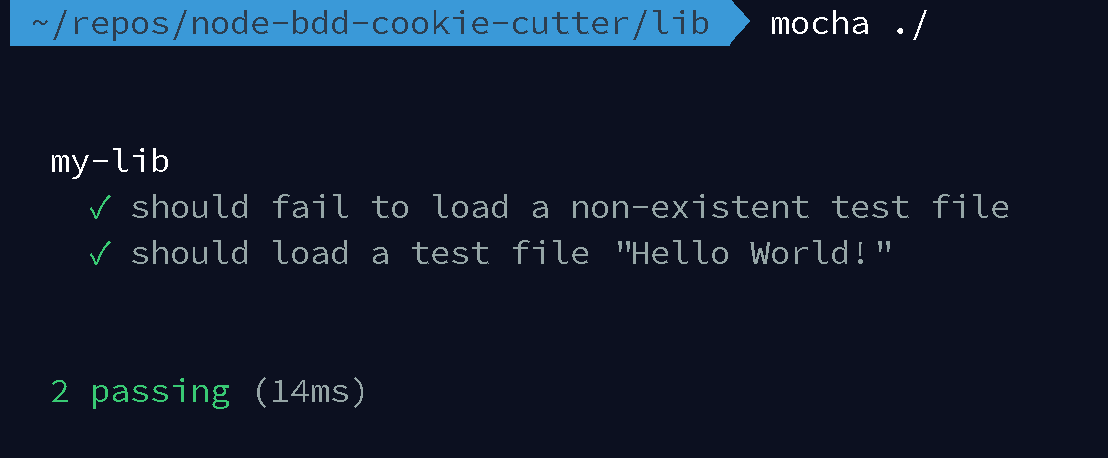 ~/repos/node-bdd-cookie-cutter/lib mocha ./
my-lib
✓ should fail to load a non-existent test file
✓ should load a test file "Hello World!"
2 passing (14ms)